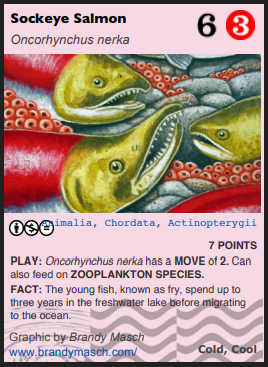 Sockeye Salmon
6 3
Oncorhynchus nerka
Animalia, Chordata, Actinopterygii
7 POINTS
PLAY: Oncorhynchus nerka has a MOVE of 2. Can
also feed on ZOOPLANKTON SPECIES.
FACT: The young fish, known as fry, spend up to
three years in the freshwater lake before migrating
to the ocean.
Graphic by Brandy Masch
www.brandymasch.com/
Cold, Cool